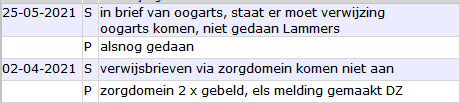 25-05-2021 S in brief van oogarts, staat er moet verwijzing
oogarts komen, niet gedaan Lammers
P alsnog gedaan
02-04-2021 S verwijsbrieven via zorgdomein komen niet aan
P zorgdomein 2 x gebeld, els melding gemaakt DZ